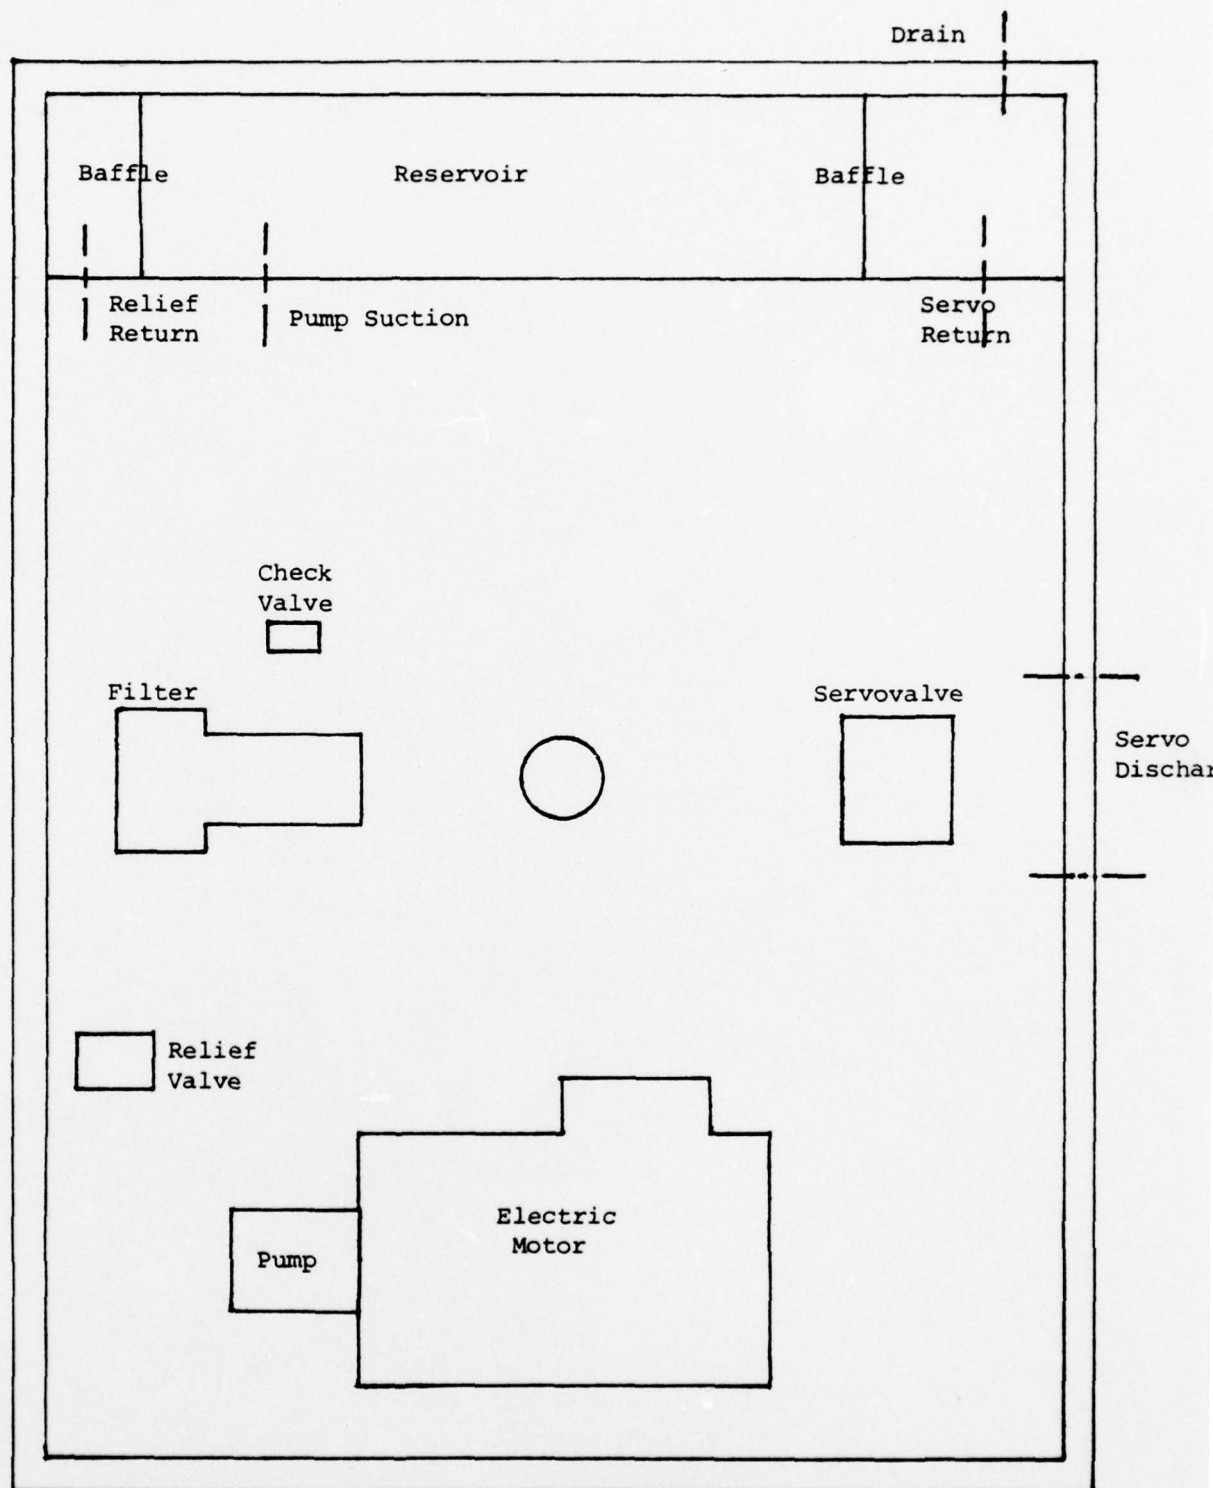 Drain
Baffle
Reservoir
Baffle
Relief
Return
Pump Suction
Servo
Return
Check
Valve
Filter
Servovalve
Servo
Dischar
Relief
Valve
Electric
Motor
Pump